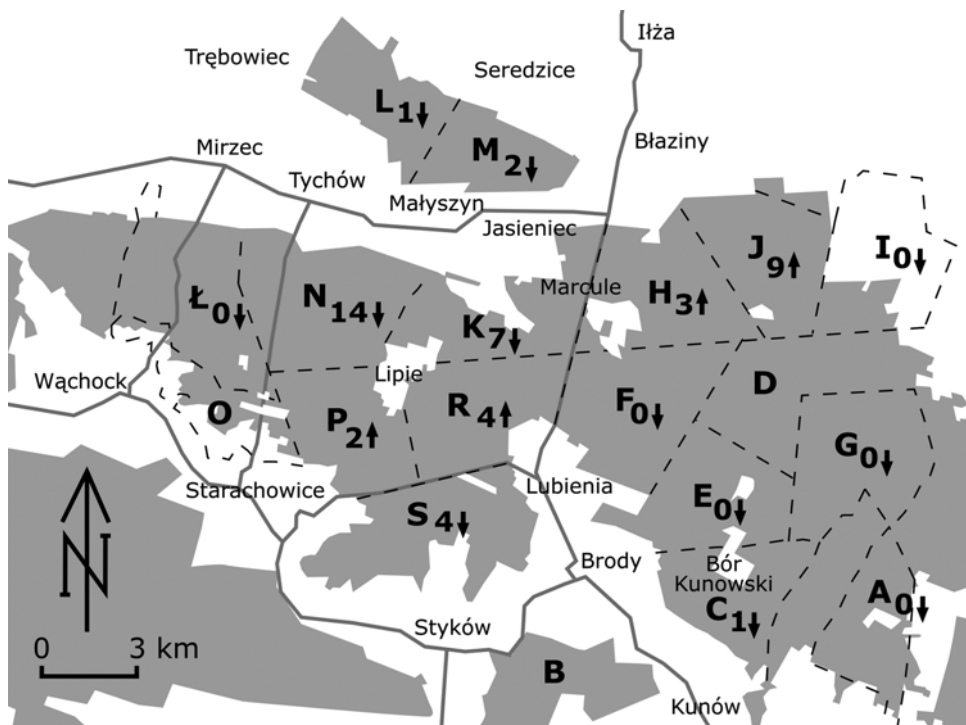 Iłża
Trębowiec
Seredzice
L1↓
Błaziny
Mirzec
M2↓
Tychów
Małyszyn
Jasieniec
J9↑
I0↓
Marcule
Ł0↓
N14↓
H3↑
K7↓
Wąchock
Lipie
D
O
P2↑
R4↑
F0↓
G0↓
Starachowice
Lubienia
S4↓
E0↓
N
Brody
Bór
Kunowski
A0↓
C1↓
Styków
0 3 km
B
Kunów